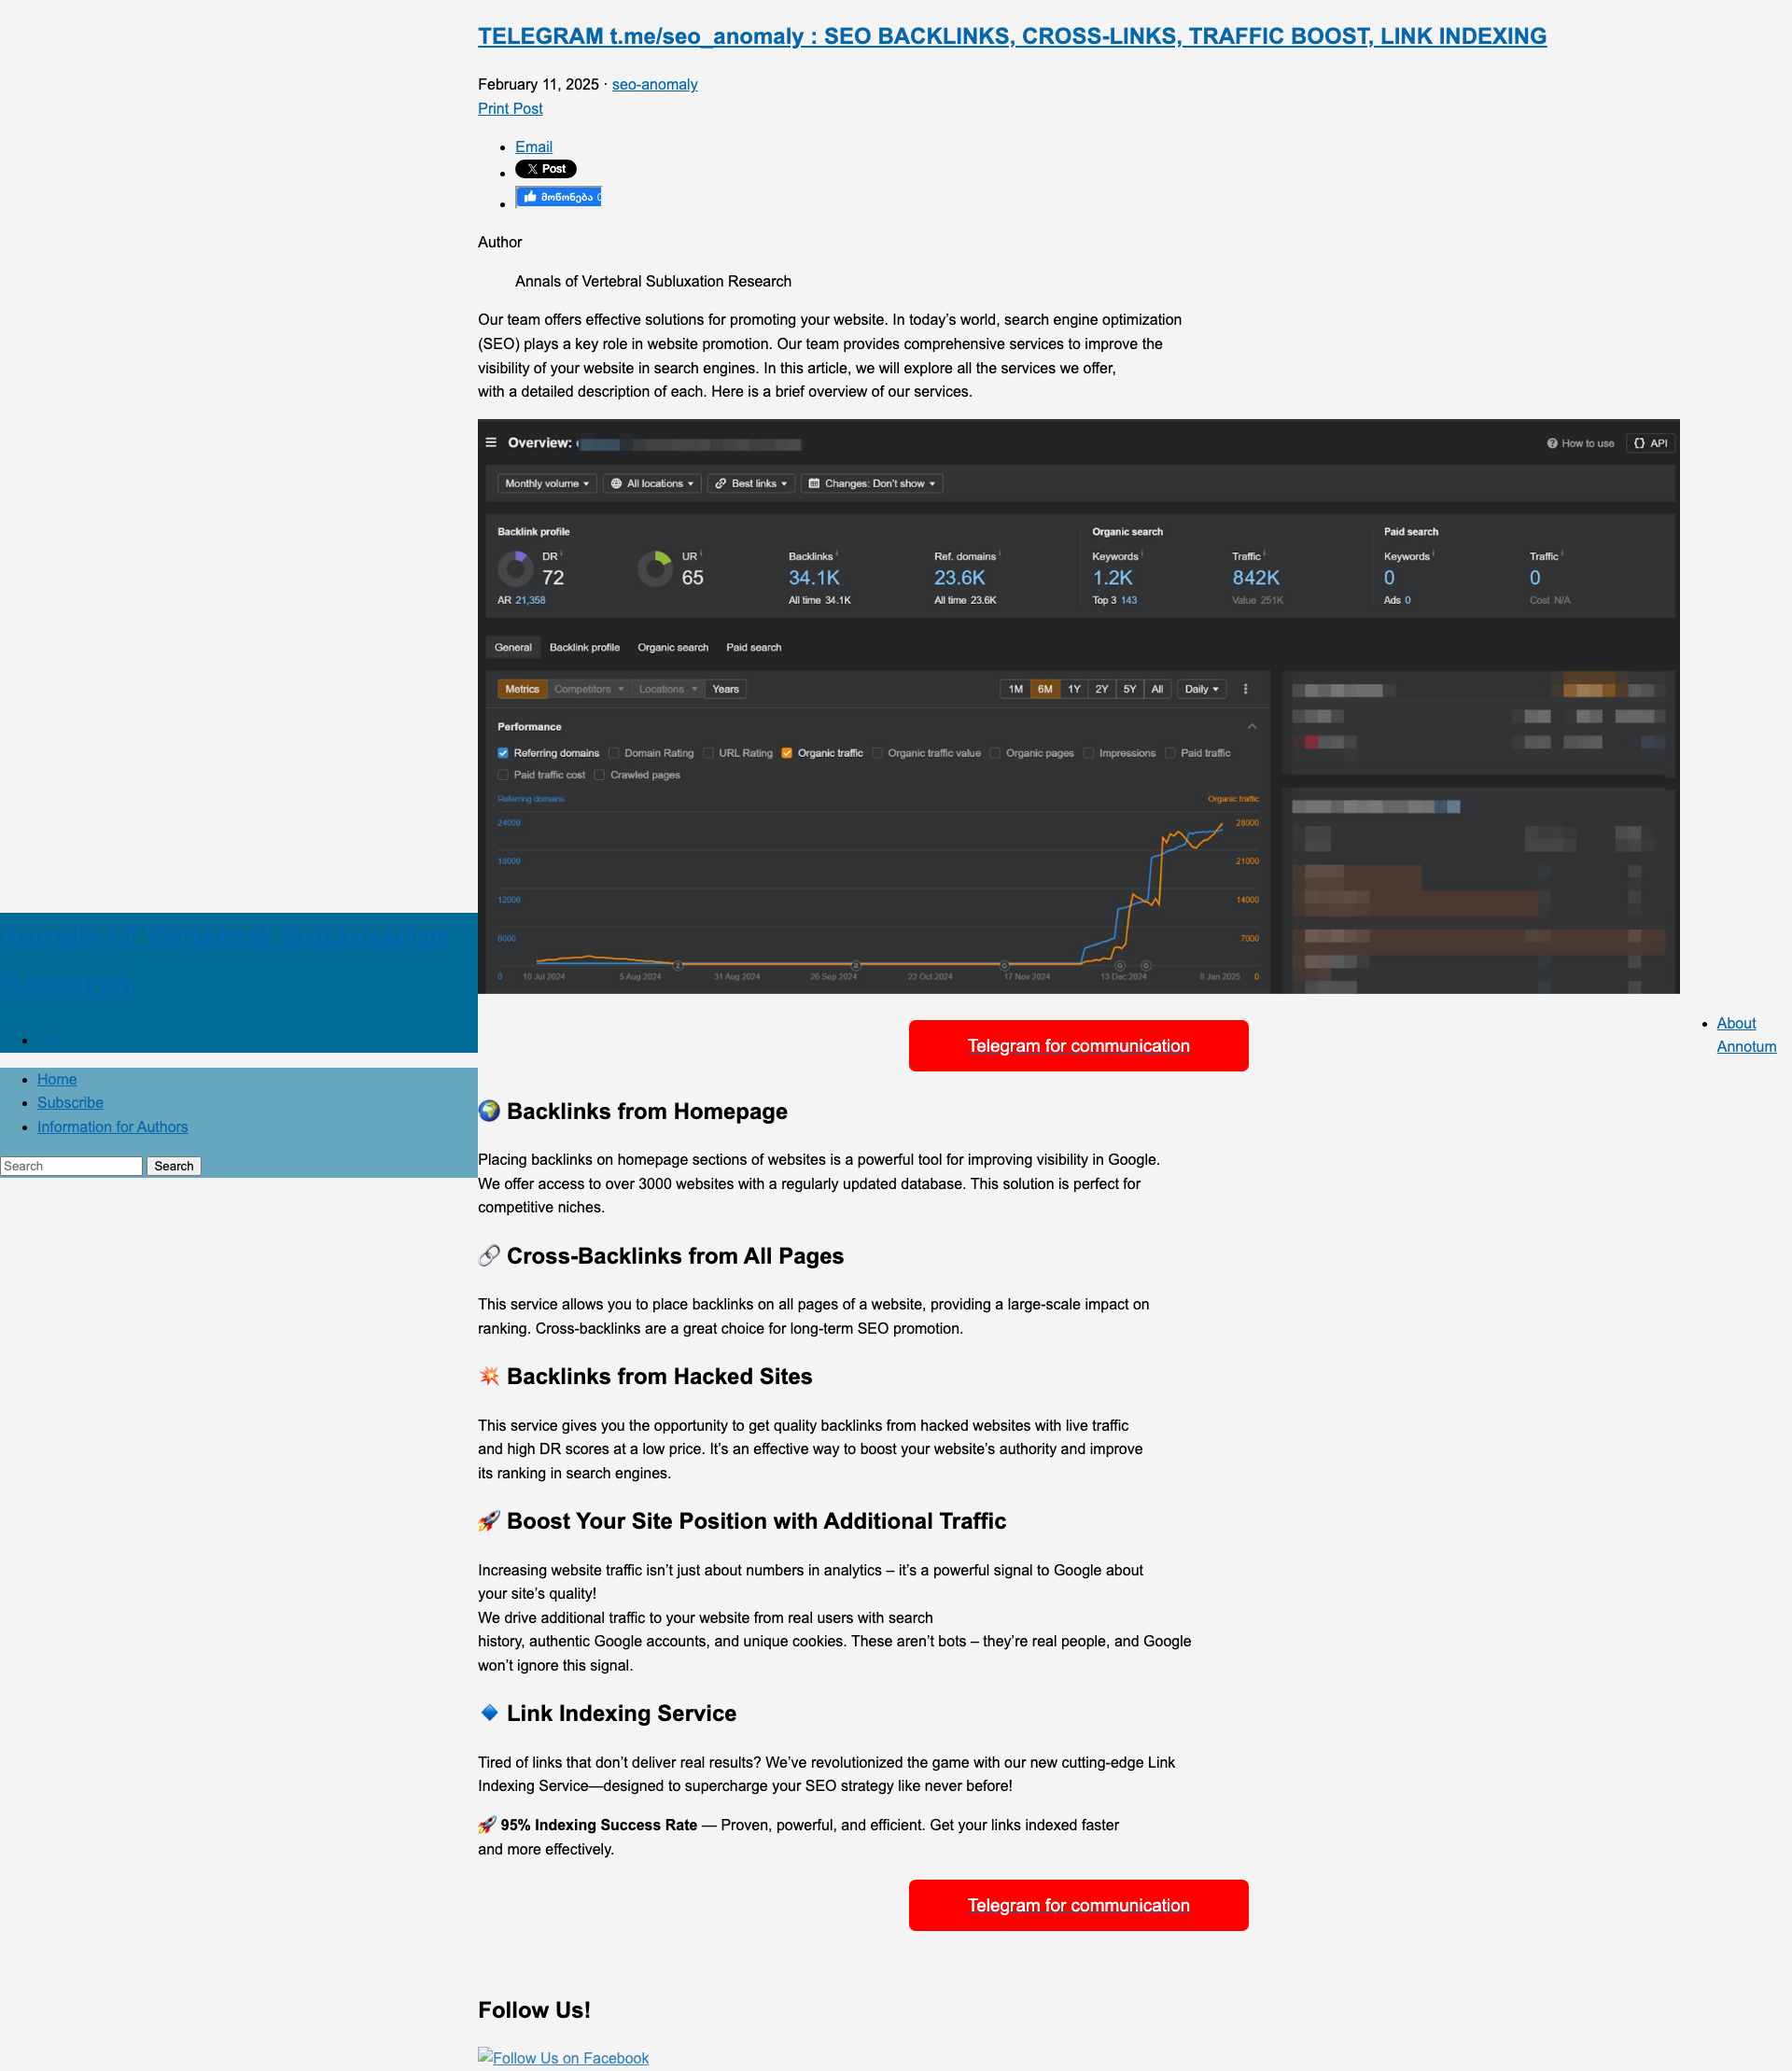 TELEGRAM t.me/seo_anomaly : SEO BACKLINKS, CROSS-LINKS, TRAFFIC BOOST, LINK INDEXING
February 11, 2025 · seo-anomaly
Print Post
Email
Post
მოწონება 0
Author
Annals of Vertebral Subluxation Research
Our team offers effective solutions for promoting your website. In today’s world, search engine optimization
(SEO) plays a key role in website promotion. Our team provides comprehensive services to improve the
visibility of your website in search engines. In this article, we will explore all the services we offer,
with a detailed description of each. Here is a brief overview of our services.
Overview:
How to use
API
Monthly volume
All locations
Best links
Changes: Don't show
Backlink profile
Organic search
Paid search
DR
UR
Backlinks
Ref. domains
Keywords
Traffic
Keywords
Traffic
72
65
34.1K
23.6K
1.2K
842K
0
0
AR 21,358
All time 34.1K
All time 23.6K
Top 3 143
Value 251K
Ads 0
Cost N/A
General
Backlink profile
Organic search
Paid search
Metrics
Competitors
Locations
Years
1M
6M
1Y
2Y
5Y
All
Daily
Performance
Referring domains
Domain Rating
URL Rating
Organic traffic
Organic traffic value
Organic pages
Impressions
Paid traffic
Paid traffic cost
Crawled pages
Referring domains
Organic traffic
24000
28000
18000
21000
12000
14000
6000
7000
0
10 Jul 2024
5 Aug 2024
31 Aug 2024
26 Sep 2024
22 Oct 2024
17 Nov 2024
13 Dec 2024
8 Jan 2025
0
Annals of Vertebral Subluxation
Research
Home
Subscribe
Information for Authors
Search
Search
Telegram for communication
About
Annotum
🌍 Backlinks from Homepage
Placing backlinks on homepage sections of websites is a powerful tool for improving visibility in Google.
We offer access to over 3000 websites with a regularly updated database. This solution is perfect for
competitive niches.
🔗 Cross-Backlinks from All Pages
This service allows you to place backlinks on all pages of a website, providing a large-scale impact on
ranking. Cross-backlinks are a great choice for long-term SEO promotion.
💥 Backlinks from Hacked Sites
This service gives you the opportunity to get quality backlinks from hacked websites with live traffic
and high DR scores at a low price. It’s an effective way to boost your website’s authority and improve
its ranking in search engines.
🚀 Boost Your Site Position with Additional Traffic
Increasing website traffic isn’t just about numbers in analytics – it’s a powerful signal to Google about
your site’s quality!
We drive additional traffic to your website from real users with search
history, authentic Google accounts, and unique cookies. These aren’t bots – they’re real people, and Google
won’t ignore this signal.
🔷 Link Indexing Service
Tired of links that don’t deliver real results? We’ve revolutionized the game with our new cutting-edge Link
Indexing Service—designed to supercharge your SEO strategy like never before!
🚀 95% Indexing Success Rate — Proven, powerful, and efficient. Get your links indexed faster
and more effectively.
Telegram for communication
Follow Us!
Follow Us on Facebook